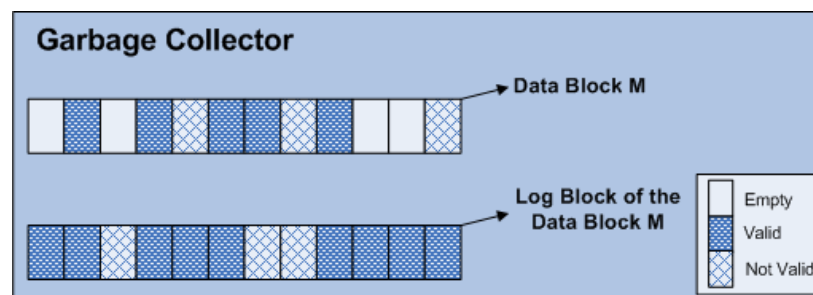 Garbage Collector
Data Block M
Log Block of the
Data Block M
Empty
Valid
Not Valid